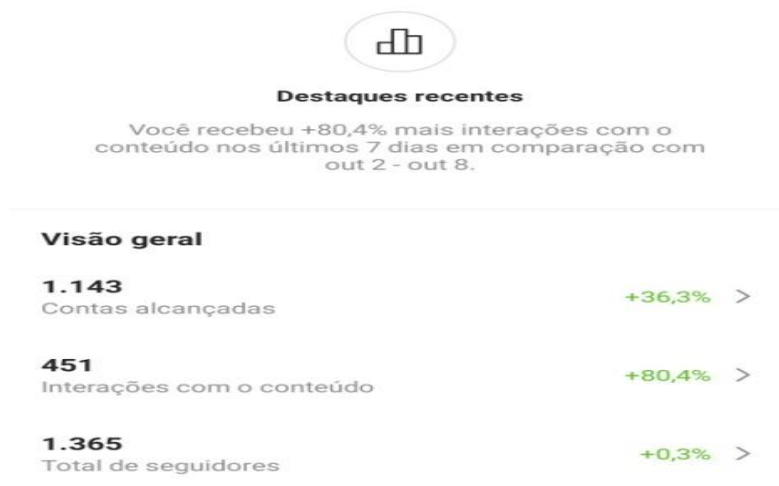 Destaques recentes
Você recebeu +80,4% mais interações com o
conteúdo nos últimos 7 dias em comparação com
out 2 - out 8.
Visão geral
1.143
Contas alcançadas
+36,3%
451
Interações com o conteúdo
+80,4%
1.365
Total de seguidores
+0,3%